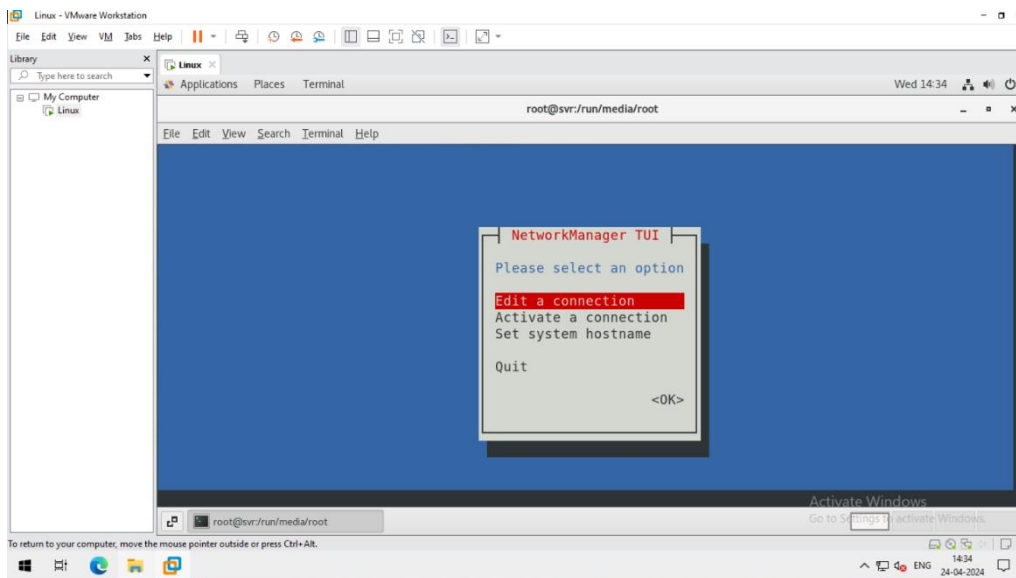 Linux - VMware Workstation
File Edit View VM Tabs Help
Library
Type here to search
My Computer
Linux
Linux
Applications Places Terminal Wed 14:34
root@svr:/run/media/root
File Edit View Search Terminal Help
NetworkManager TUI
Please select an option
Edit a connection
Activate a connection
Set system hostname
Quit
<OK>
Activate Windows
Go to Settings to activate Windows.
root@svr:/run/media/root
To return to your computer, move the mouse pointer outside or press Ctrl+Alt.
ENG
14:34
24-04-2024